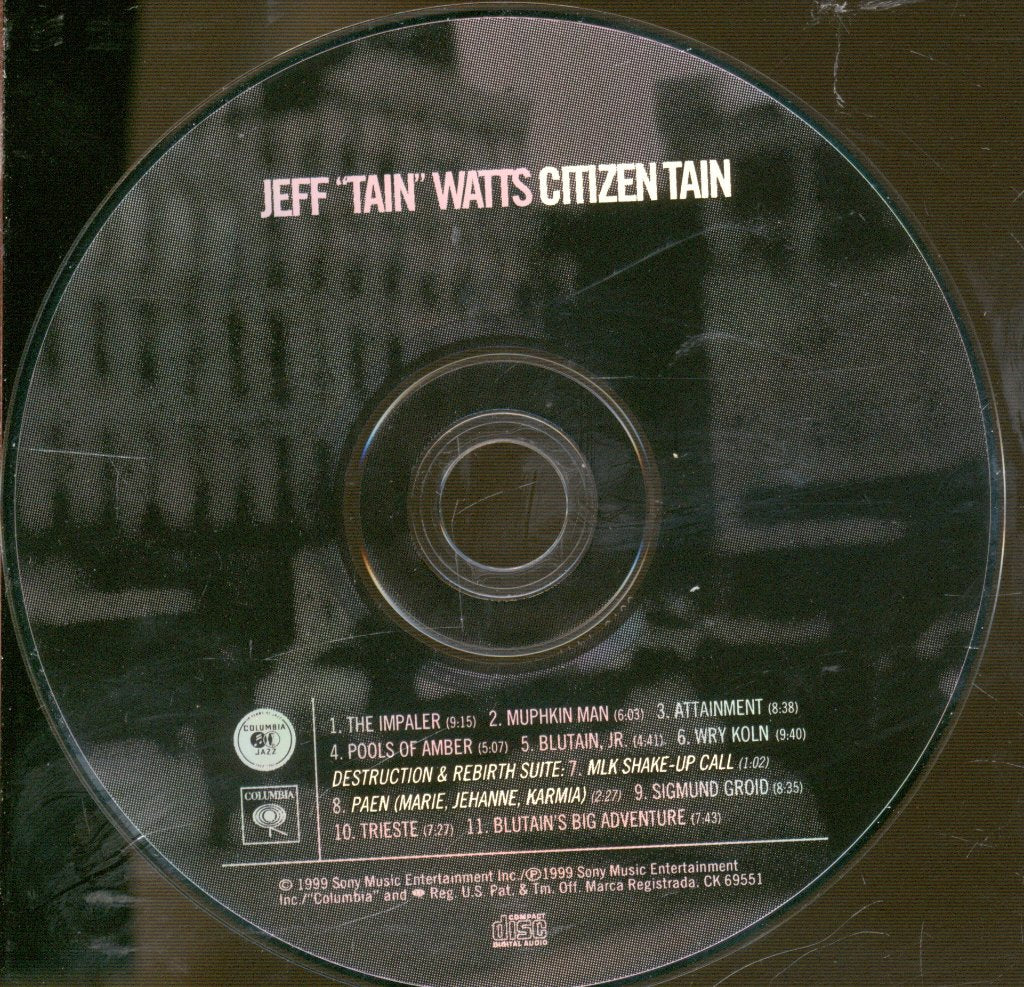 JEFF "TAIN" WATTS CITIZEN TAIN
COLUMBIA
JAZZ
COLUMBIA
1. THE IMPALER (9:15) 2. MUPHKIN MAN (6:03) 3. ATTAINMENT (8:38)
4. POOLS OF AMBER (5:07) 5. BLUTAIN, JR. (4:41) 6. WRY KOLN (9:40)
DESTRUCTION & REBIRTH SUITE: 7. MLK SHAKE-UP CALL (1:02)
8. PAEN (MARIE, JEHANNE, KARMIA) (2:27) 9. SIGMUND GROID (8:35)
10. TRIESTE (7:27) 11. BLUTAIN'S BIG ADVENTURE (7:43)
© 1999 Sony Music Entertainment Inc./℗ 1999 Sony Music Entertainment
Inc./"Columbia" and Reg. U.S. Pat. & Tm. Off. Marca Registrada. CK 69551
COMPACT
disc
DIGITAL AUDIO